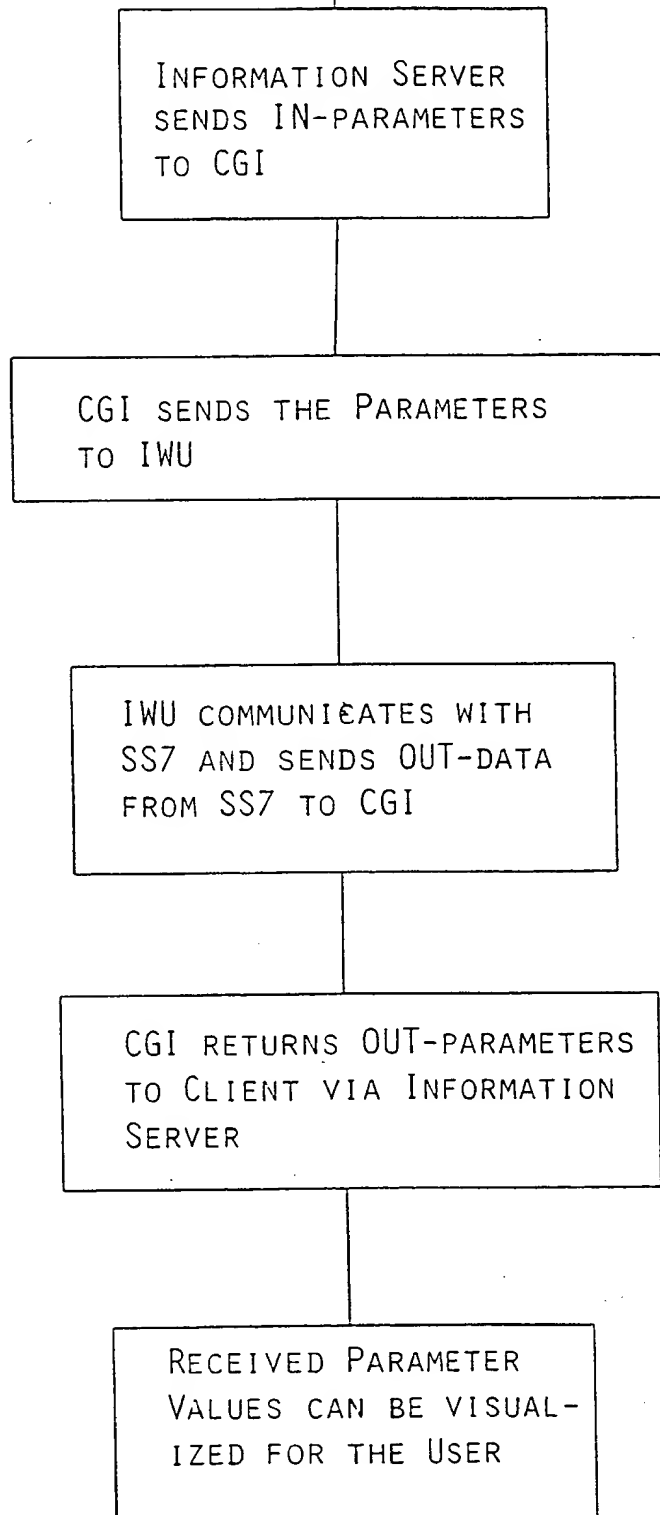 INFORMATION SERVER
SENDS IN-PARAMETERS
TO CGI
CGI SENDS THE PARAMETERS
TO IWU
IWU COMMUNICATES WITH
SS7 AND SENDS OUT-DATA
FROM SS7 TO CGI
CGI RETURNS OUT-PARAMETERS
TO CLIENT VIA INFORMATION
SERVER
RECEIVED PARAMETER
VALUES CAN BE VISUAL-
IZED FOR THE USER